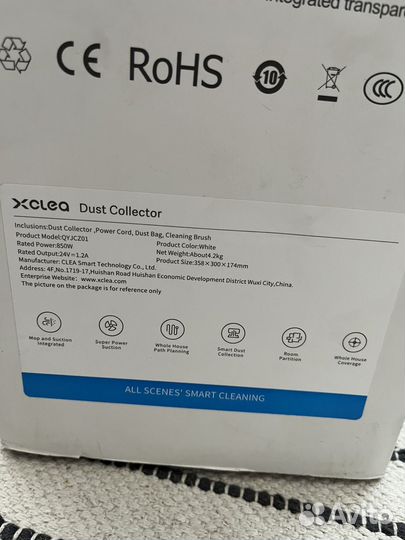 integrated transpar
CE RoHS 10 CCC
xclea Dust Collector
Inclusions:Dust Collector ,Power Cord, Dust Bag, Cleaning Brush
Product Model:QYJCZ01 Product Color:White
Rated Power:850W Net Weight:About4.2kg
Rated Output:24V⎓1.2A Product Size:358×300×174mm
Manufacturer: CLEA Smart Technology Co., Ltd.
Address: 4F,No.1719-17,Huishan Road Huishan Economic Development District Wuxi City,China.
Enterprise Website：www.xclea.com
The picture on the packaging is for reference only
Mop and Suction Integrated
Super Power Suction
Whole House Path Planning
Smart Dust Collection
Room Partition
Whole House Coverage
ALL SCENES' SMART CLEANING
Avito